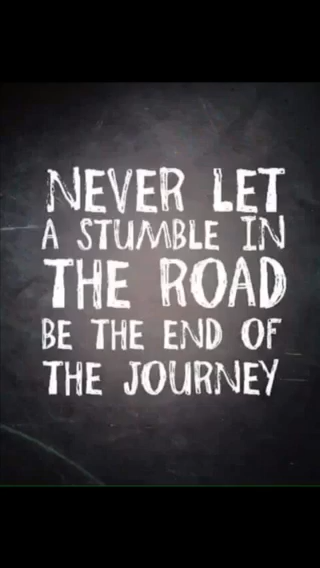 NEVER LET
A STUMBLE IN
THE ROAD
BE THE END OF
THE JOURNEY